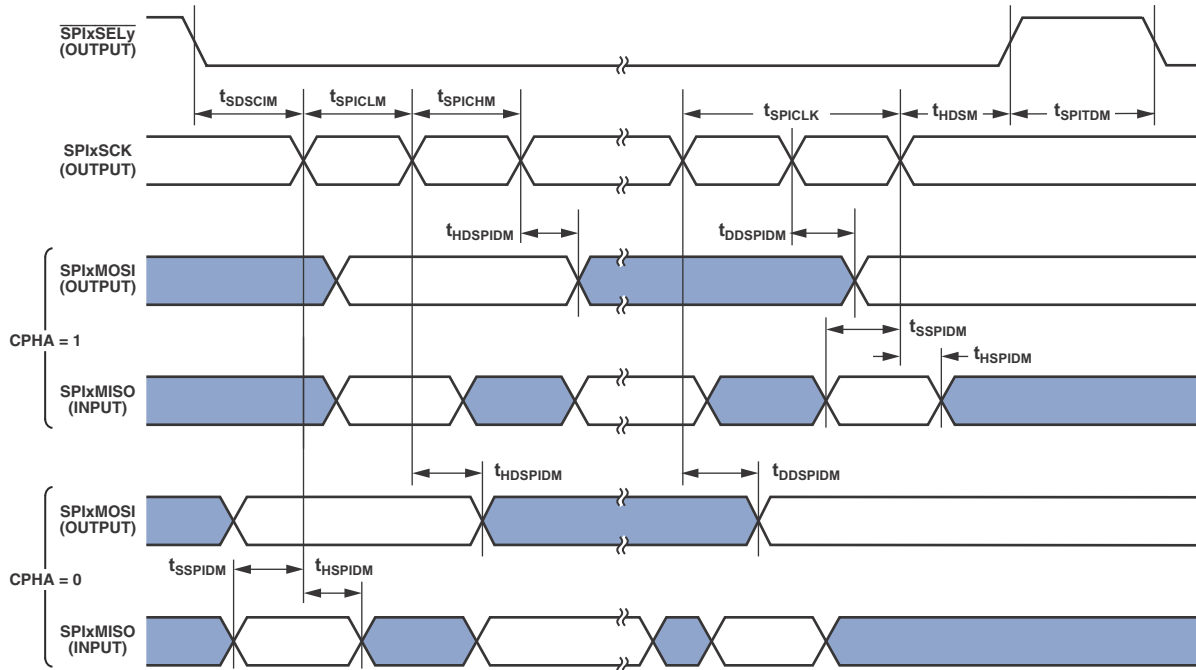 SPIxSELy
(OUTPUT)
tSDSCIM
tSPICLM
tSPICHM
tSPICLK
tHDSM
tSPITDM
SPIxSCK
(OUTPUT)
tHDSPIDM
tDDSPIDM
SPIxMOSI
(OUTPUT)
CPHA = 1
tSSPIDM
tHSPIDM
SPIxMISO
(INPUT)
tHDSPIDM
tDDSPIDM
SPIxMOSI
(OUTPUT)
CPHA = 0
tSSPIDM
tHSPIDM
SPIxMISO
(INPUT)